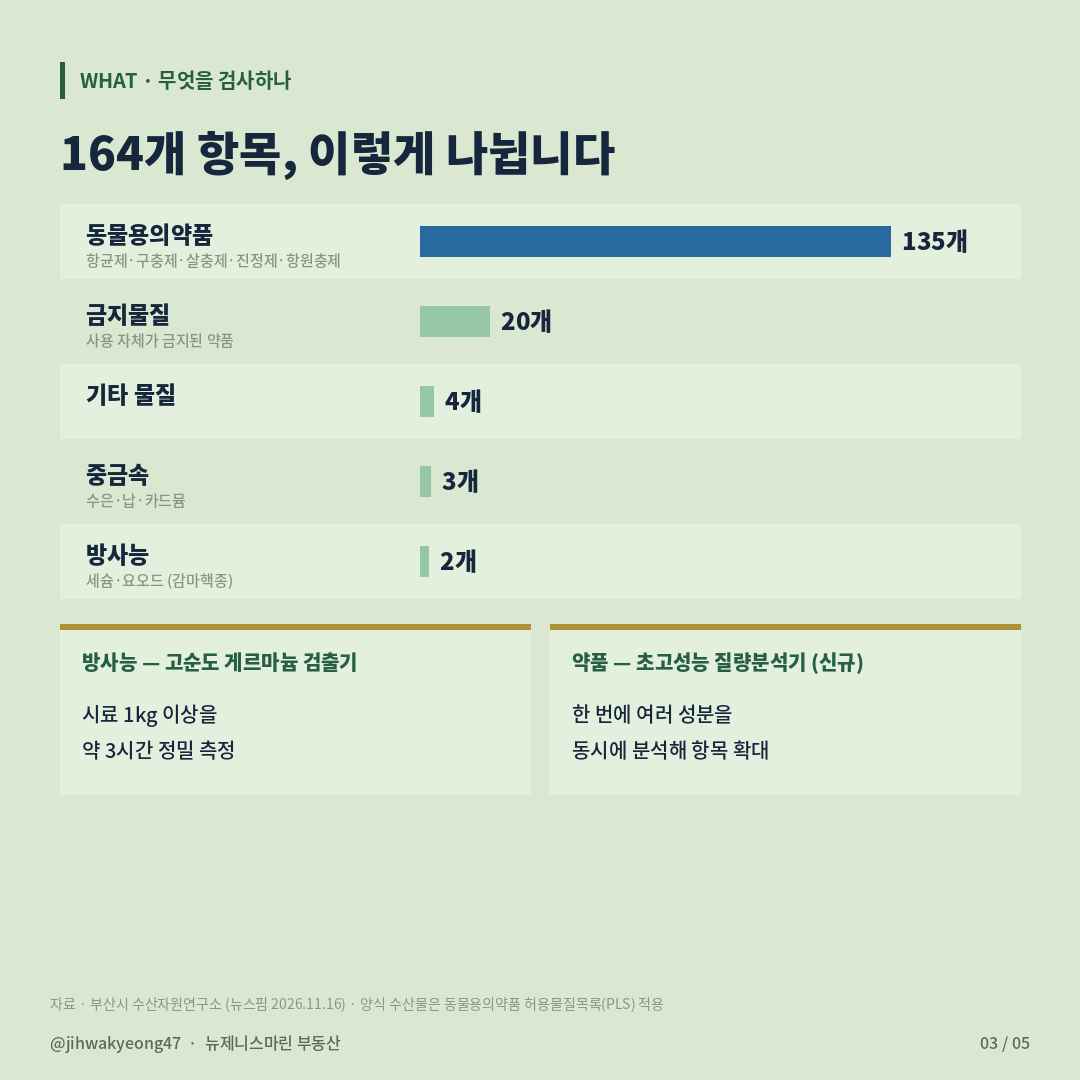 WHAT · 무엇을 검사하나
164개 항목, 이렇게 나뉩니다
동물용의약품
항균제·구충제·살충제·진정제·항원충제
135개
금지물질
사용 자체가 금지된 약품
20개
기타 물질
4개
중금속
수은·납·카드뮴
3개
방사능
세슘·요오드 (감마핵종)
2개
방사능 — 고순도 게르마늄 검출기
시료 1kg 이상을
약 3시간 정밀 측정
약품 — 초고성능 질량분석기 (신규)
한 번에 여러 성분을
동시에 분석해 항목 확대
자료 · 부산시 수산자원연구소 (뉴스핌 2026.11.16) · 양식 수산물은 동물용의약품 허용물질목록(PLS) 적용
@jihwakyeong47 · 뉴제니스마린 부동산
03 / 05